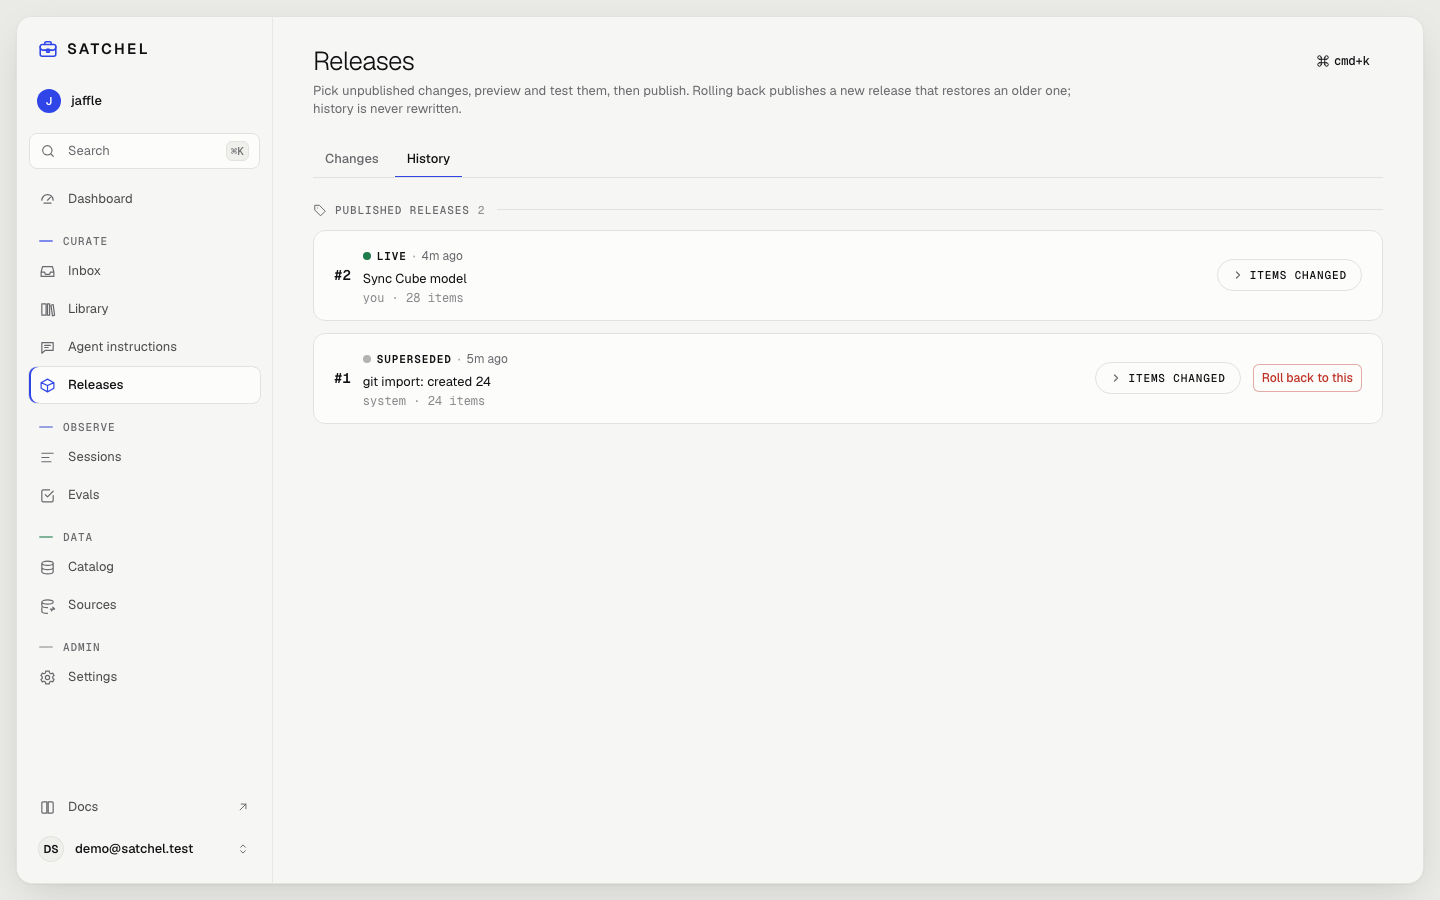 SATCHEL
J jaffle
Search ⌘K
Dashboard
CURATE
Inbox
Library
Agent instructions
Releases
OBSERVE
Sessions
Evals
DATA
Catalog
Sources
ADMIN
Settings
Docs
DS demo@satchel.test
Releases
⌘ cmd+k
Pick unpublished changes, preview and test them, then publish. Rolling back publishes a new release that restores an older one;
history is never rewritten.
Changes History
PUBLISHED RELEASES 2
#2
LIVE · 4m ago
Sync Cube model
you · 28 items
ITEMS CHANGED
#1
SUPERSEDED · 5m ago
git import: created 24
system · 24 items
ITEMS CHANGED
Roll back to this